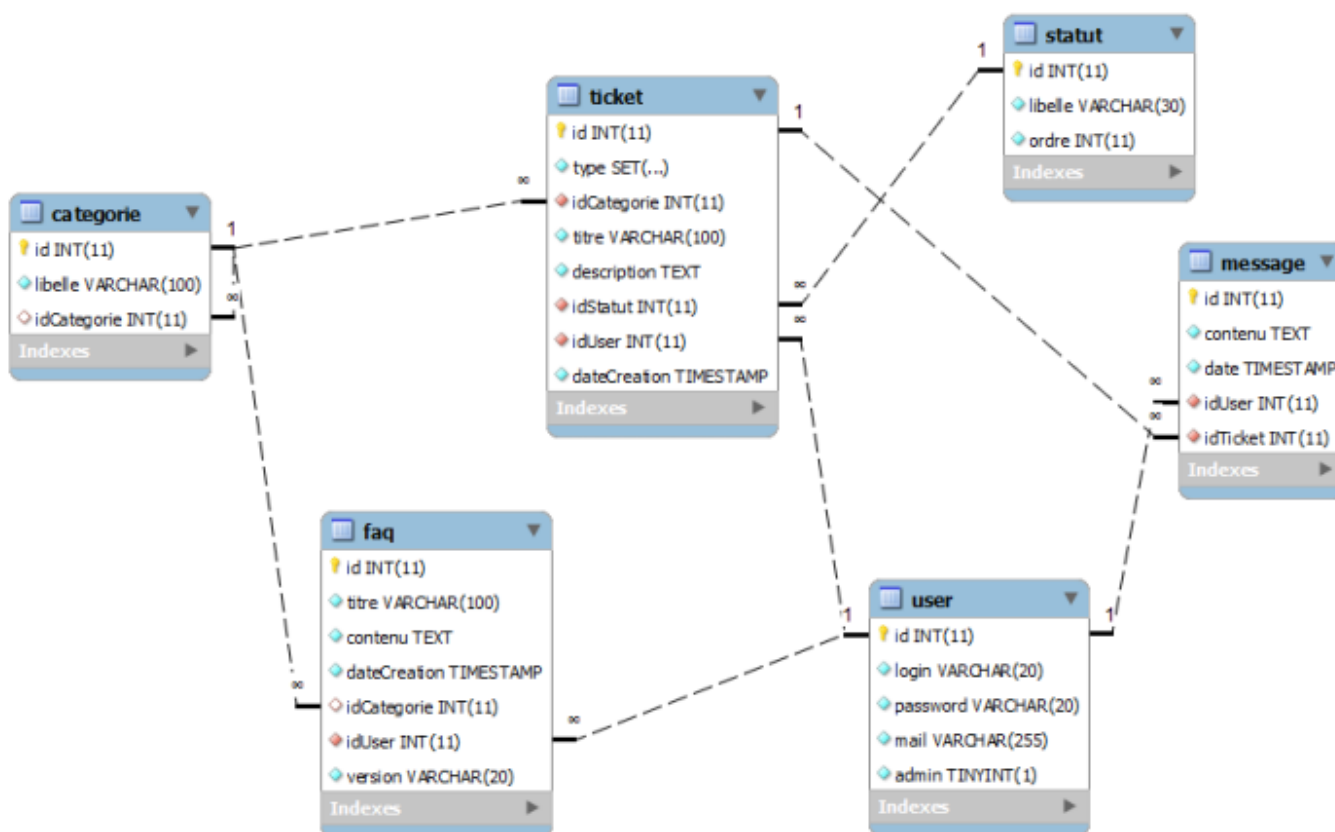 statut
1
id INT(11)
libelle VARCHAR(30)
ordre INT(11)
Indexes
ticket
1
id INT(11)
type SET(...)
∞
idCategorie INT(11)
titre VARCHAR(100)
description TEXT
∞
idStatut INT(11)
∞
idUser INT(11)
dateCreation TIMESTAMP
Indexes
categorie
1
id INT(11)
libelle VARCHAR(100)
∞
idCategorie INT(11)
Indexes
message
id INT(11)
contenu TEXT
date TIMESTAMP
∞
idUser INT(11)
∞
idTicket INT(11)
Indexes
faq
id INT(11)
titre VARCHAR(100)
contenu TEXT
dateCreation TIMESTAMP
∞
idCategorie INT(11)
∞
idUser INT(11)
version VARCHAR(20)
Indexes
user
1
1
id INT(11)
login VARCHAR(20)
password VARCHAR(20)
mail VARCHAR(255)
admin TINYINT(1)
Indexes